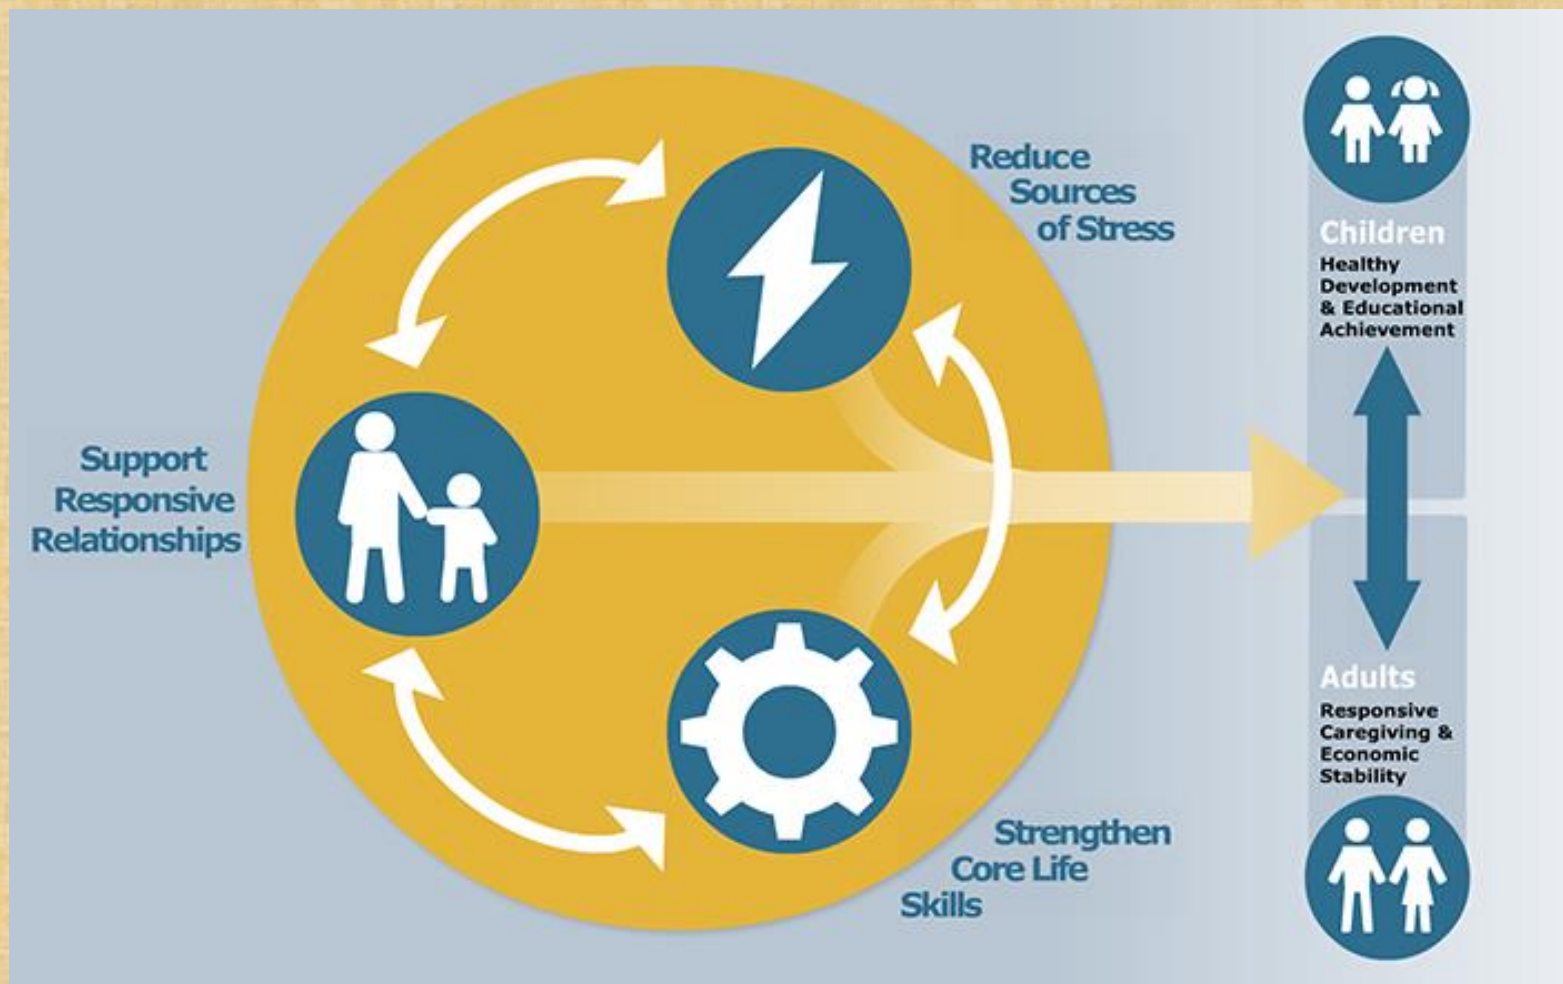 Reduce
Sources
of Stress
Support
Responsive
Relationships
Strengthen
Core Life
Skills
Children
Healthy
Development
& Educational
Achievement
Adults
Responsive
Caregiving &
Economic
Stability